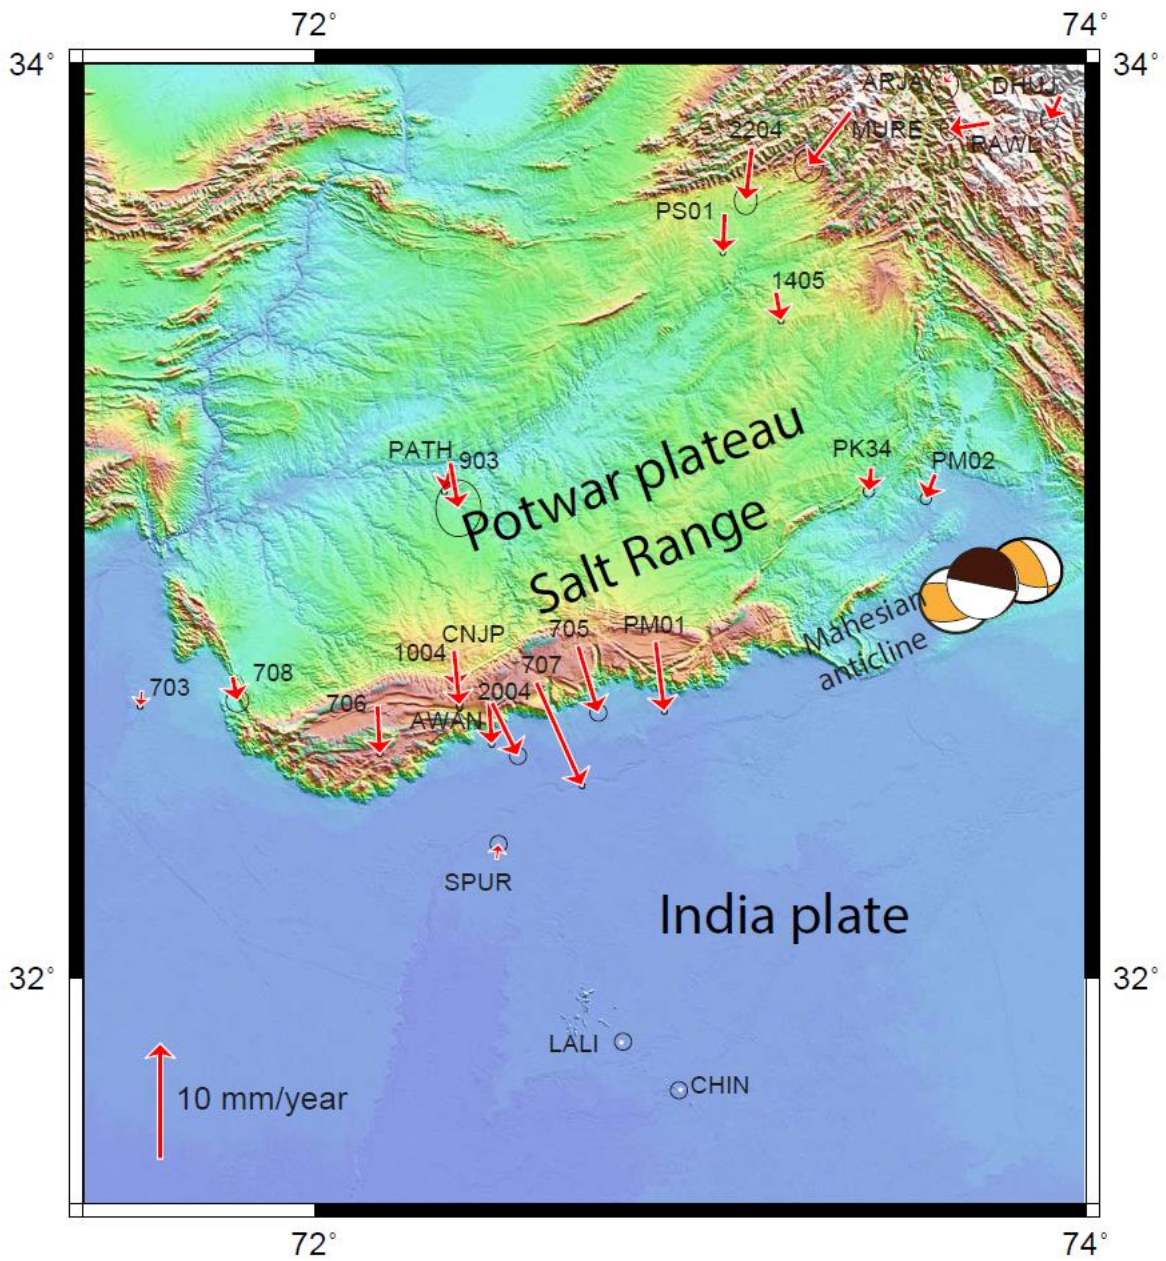 72°
74°
34°
34°
ARJA
DHUJ
2204
MURE
RAWL
PS01
1405
Potwar plateau
PATH
903
PK34
PM02
Salt Range
Mahesian
anticline
CNJP
705
PM01
1004
703
708
707
706
2004
AWAN
SPUR
India plate
32°
32°
LALI
CHIN
10 mm/year
72°
74°